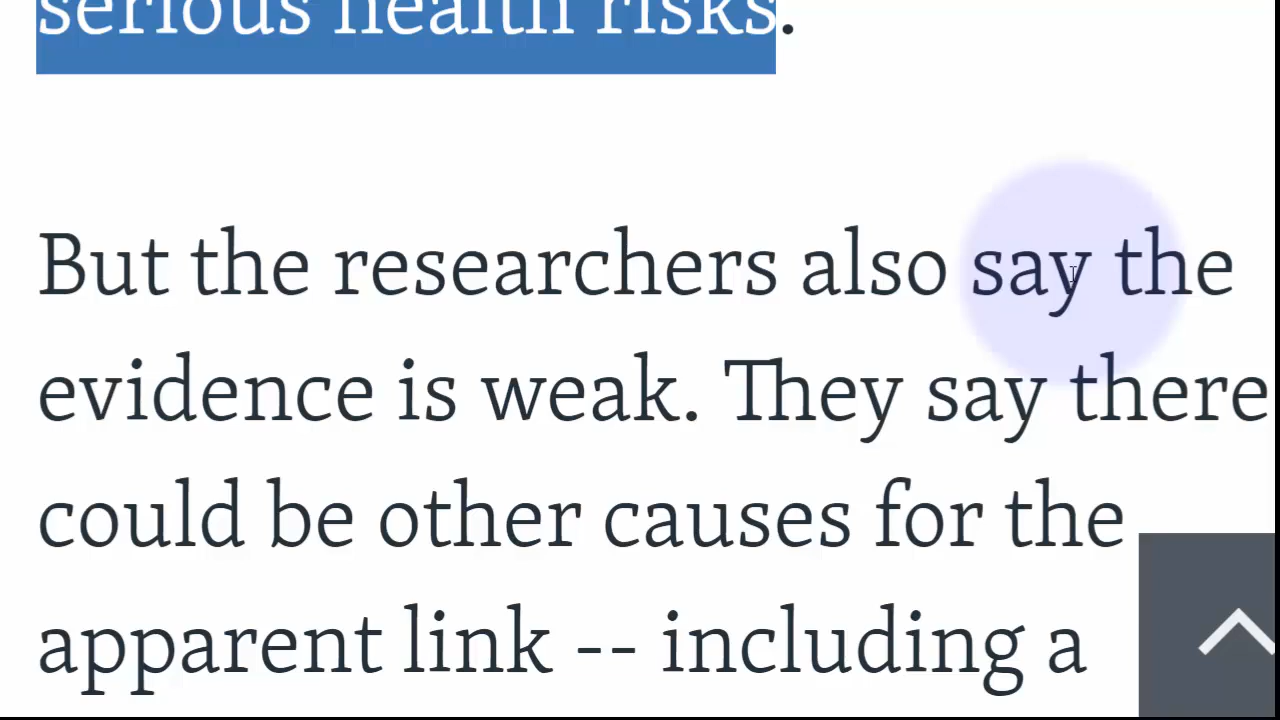 serious health risks.
But the researchers also say the
evidence is weak. They say there
could be other causes for the
apparent link -- including a